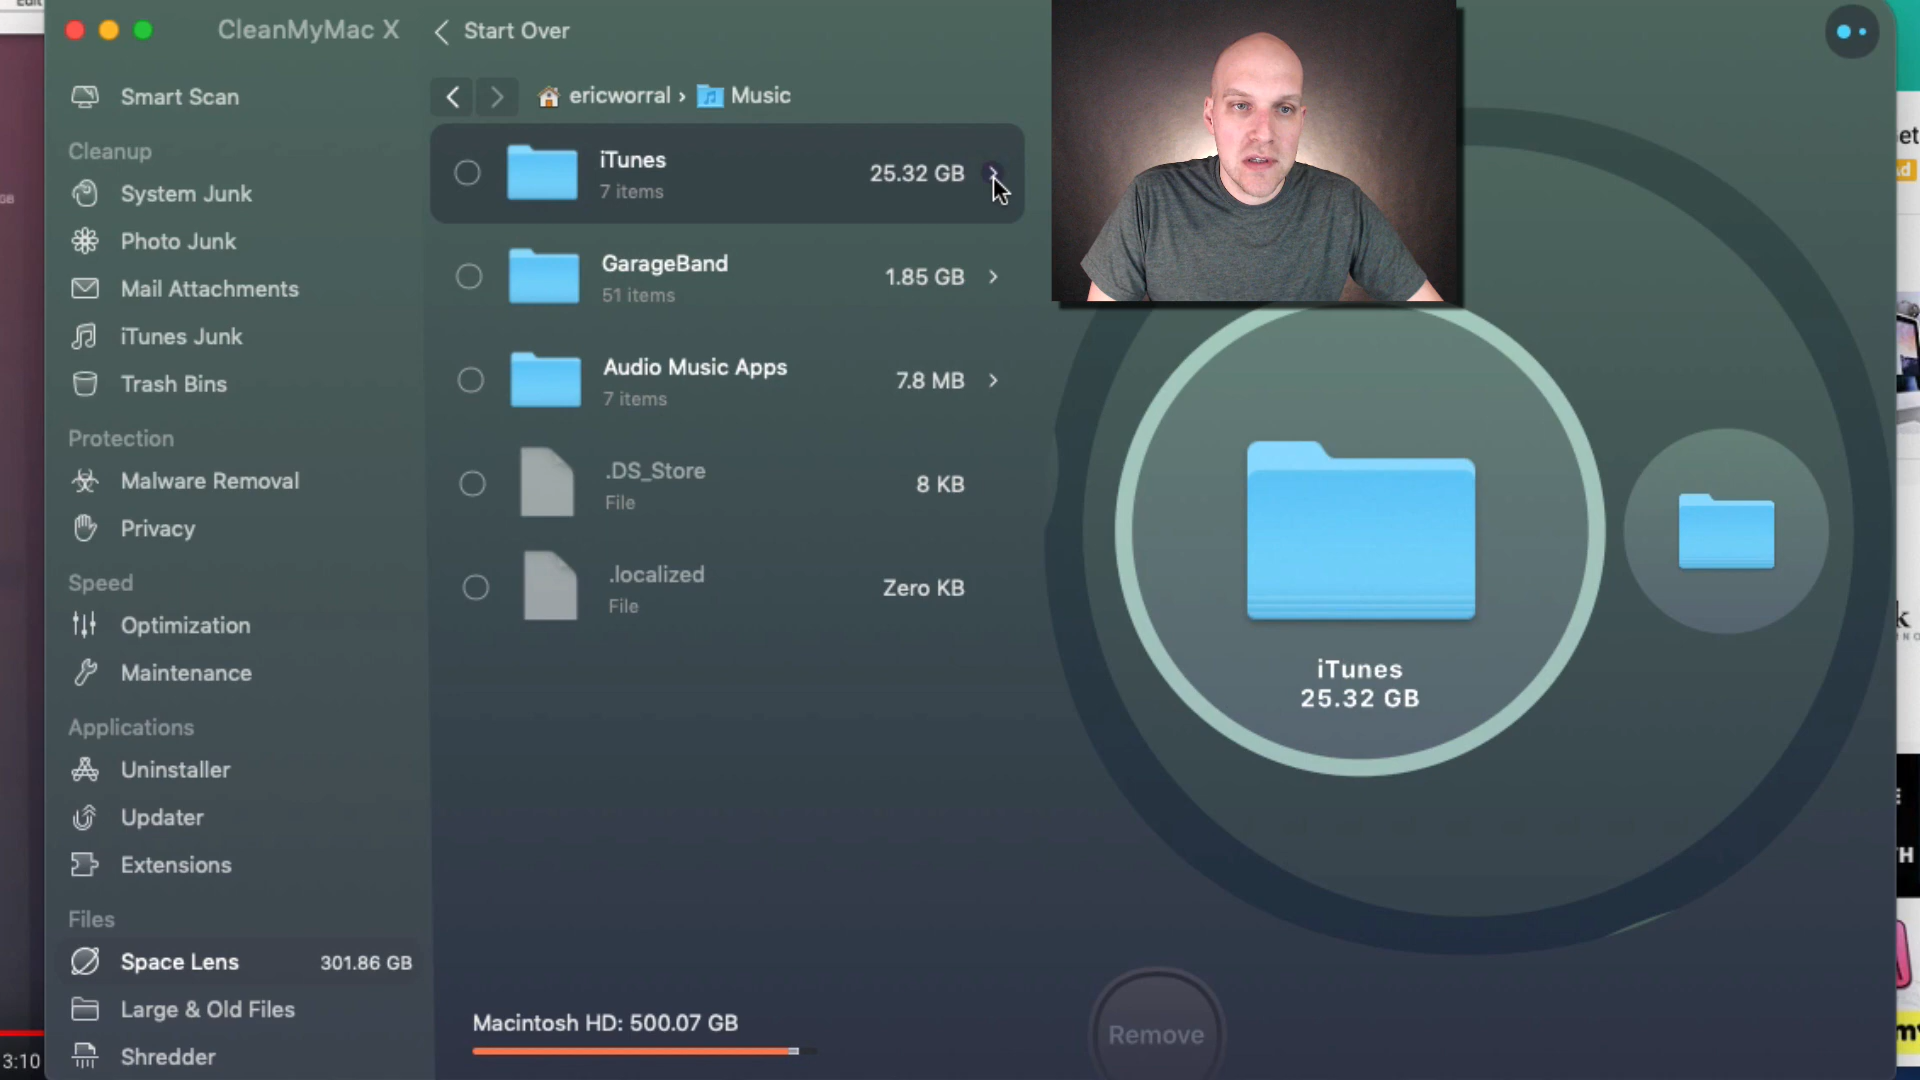 Edit
CleanMyMac X
Start Over
Smart Scan
ericworral › Music
Cleanup
System Junk
Photo Junk
Mail Attachments
iTunes Junk
Trash Bins
Protection
Malware Removal
Privacy
Speed
Optimization
Maintenance
Applications
Uninstaller
Updater
Extensions
Files
Space Lens 301.86 GB
Large & Old Files
Shredder
iTunes
7 items
25.32 GB
GarageBand
51 items
1.85 GB
Audio Music Apps
7 items
7.8 MB
.DS_Store
File
8 KB
.localized
File
Zero KB
iTunes
25.32 GB
Macintosh HD: 500.07 GB
Remove
GB
3:10
et